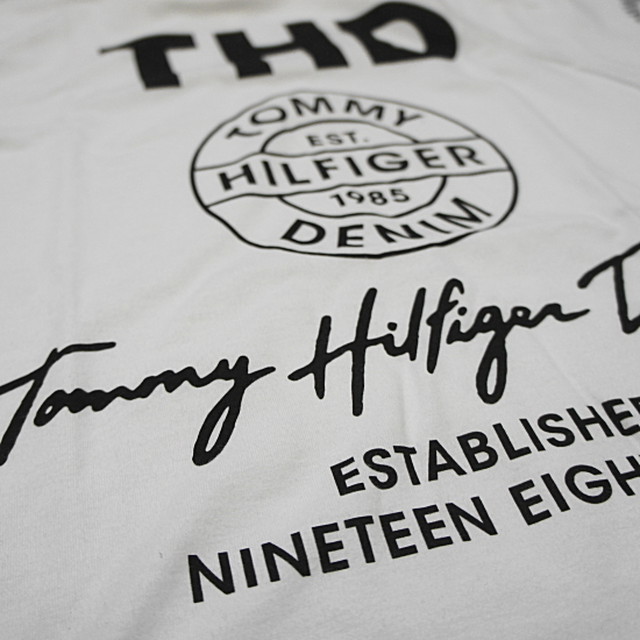 THD
TOMMY
EST.
HILFIGER
1985
DENIM
Tommy Hilfiger
ESTABLISHE
NINETEEN EIGH